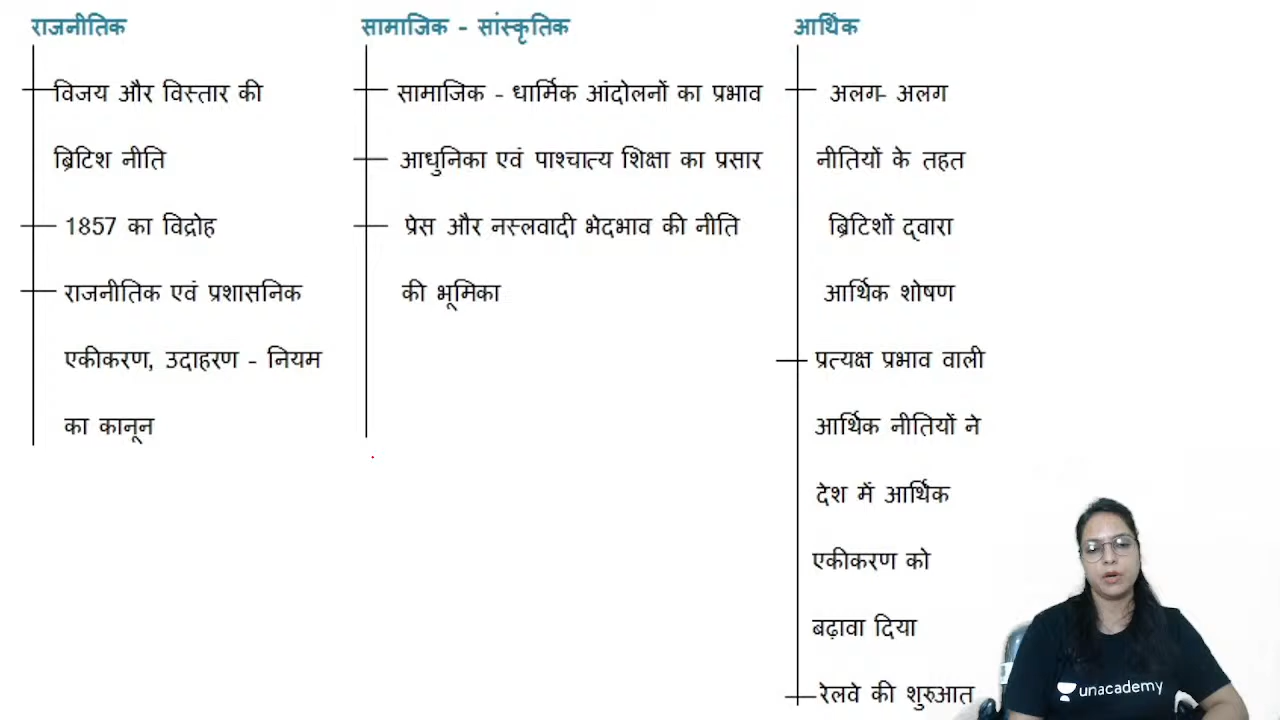 राजनीतिक
विजय और विस्तार की
ब्रिटिश नीति
1857 का विद्रोह
राजनीतिक एवं प्रशासनिक
एकीकरण, उदाहरण - नियम
का कानून
सामाजिक - सांस्कृतिक
सामाजिक - धार्मिक आंदोलनों का प्रभाव
आधुनिका एवं पाश्चात्य शिक्षा का प्रसार
प्रेस और नस्लवादी भेदभाव की नीति
की भूमिका
आर्थिक
अलग- अलग
नीतियों के तहत
ब्रिटिशों द्वारा
आर्थिक शोषण
प्रत्यक्ष प्रभाव वाली
आर्थिक नीतियों ने
देश में आर्थिक
एकीकरण को
बढ़ावा दिया
रेलवे की शुरुआत
unacademy